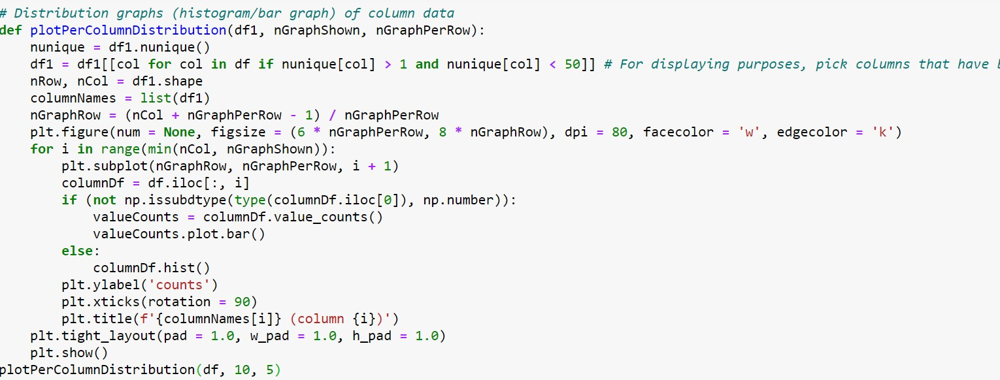 # Distribution graphs (histogram/bar graph) of column data
def plotPerColumnDistribution(df1, nGraphShown, nGraphPerRow):
    nunique = df1.nunique()
    df1 = df1[[col for col in df if nunique[col] > 1 and nunique[col] < 50]] # For displaying purposes, pick columns that have
    nRow, nCol = df1.shape
    columnNames = list(df1)
    nGraphRow = (nCol + nGraphPerRow - 1) / nGraphPerRow
    plt.figure(num = None, figsize = (6 * nGraphPerRow, 8 * nGraphRow), dpi = 80, facecolor = 'w', edgecolor = 'k')
    for i in range(min(nCol, nGraphShown)):
        plt.subplot(nGraphRow, nGraphPerRow, i + 1)
        columnDf = df.iloc[:, i]
        if (not np.issubdtype(type(columnDf.iloc[0]), np.number)):
            valueCounts = columnDf.value_counts()
            valueCounts.plot.bar()
        else:
            columnDf.hist()
        plt.ylabel('counts')
        plt.xticks(rotation = 90)
        plt.title(f'{columnNames[i]} (column {i})')
    plt.tight_layout(pad = 1.0, w_pad = 1.0, h_pad = 1.0)
    plt.show()
plotPerColumnDistribution(df, 10, 5)